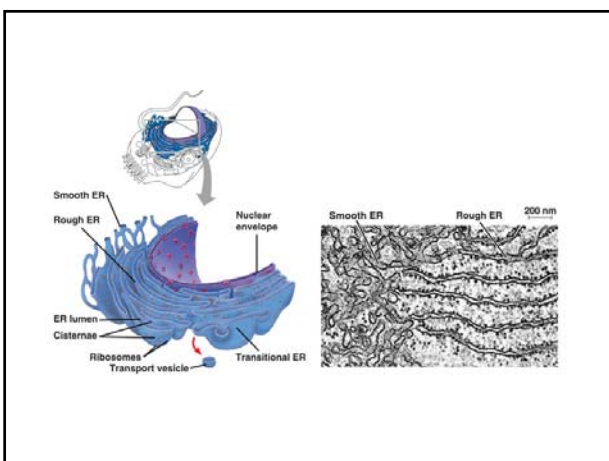 Smooth ER
Rough ER
Nuclear
envelope
ER lumen
Cisternae
Ribosomes
Transport vesicle
Transitional ER
Smooth ER
Rough ER
200 nm